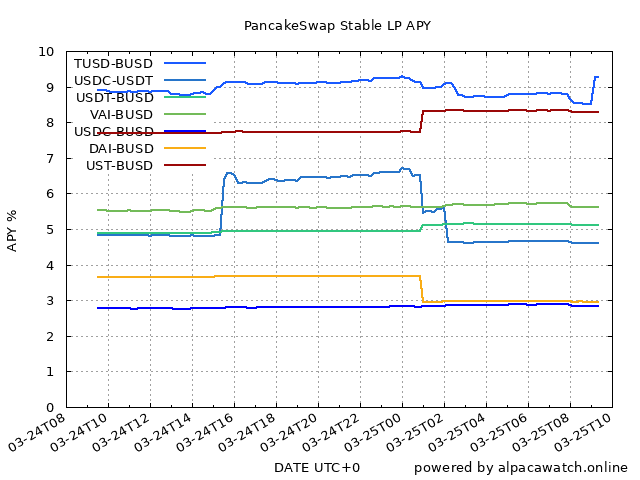 PancakeSwap Stable LP APY
10
9
8
7
6
5
4
3
2
1
0
APY %
TUSD-BUSD
USDC-USDT
USDT-BUSD
VAI-BUSD
USDC-BUSD
DAI-BUSD
UST-BUSD
03-24T08
03-24T10
03-24T12
03-24T14
03-24T16
03-24T18
03-24T20
03-24T22
03-25T00
03-25T02
03-25T04
03-25T06
03-25T08
03-25T10
DATE UTC+0
powered by alpacawatch.online